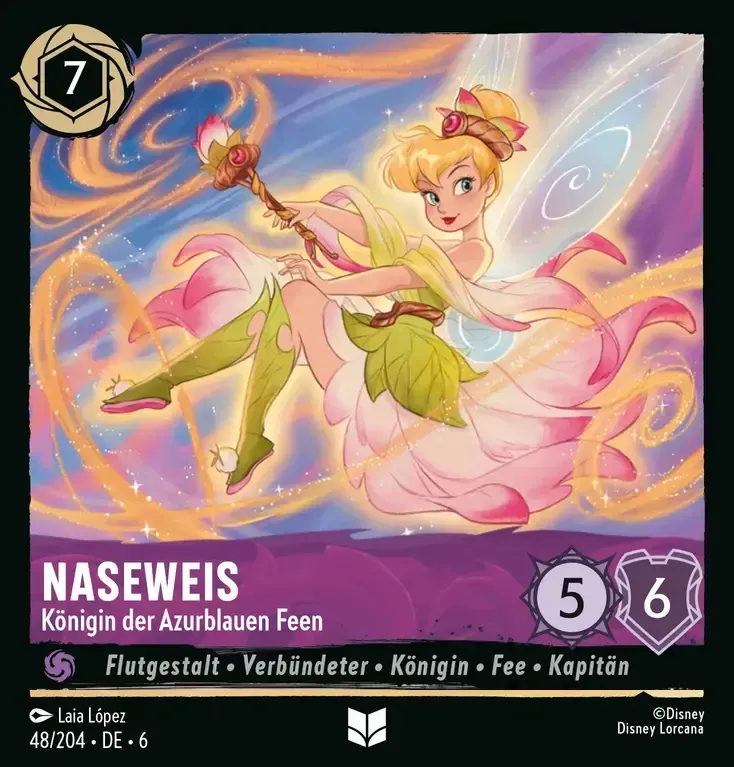 7
NASEWEIS
Königin der Azurblauen Feen
5
6
Flutgestalt • Verbündeter • Königin • Fee • Kapitän
Laia López
48/204 • DE • 6
©Disney
Disney Lorcana